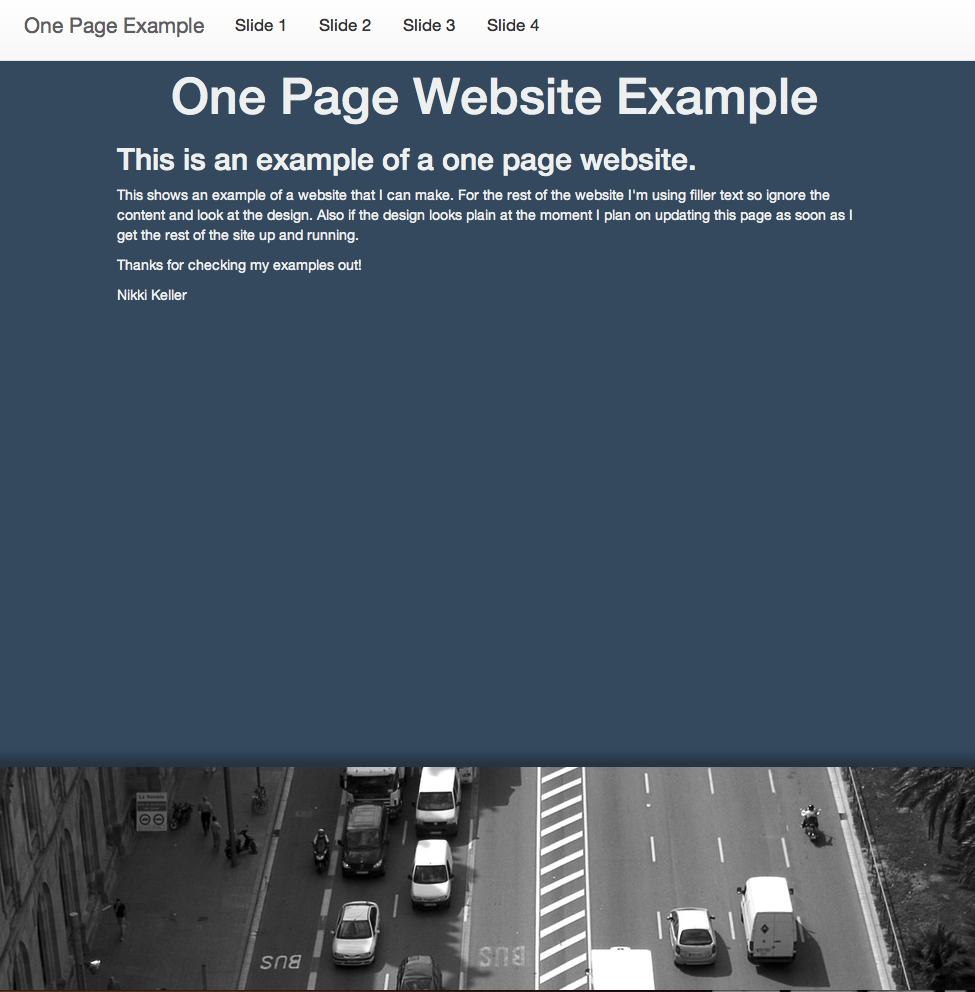 One Page Example Slide 1 Slide 2 Slide 3 Slide 4
One Page Website Example
This is an example of a one page website.
This shows an example of a website that I can make. For the rest of the website I'm using filler text so ignore the
content and look at the design. Also if the design looks plain at the moment I plan on updating this page as soon as I
get the rest of the site up and running.
Thanks for checking my examples out!
Nikki Keller
BUS BUS